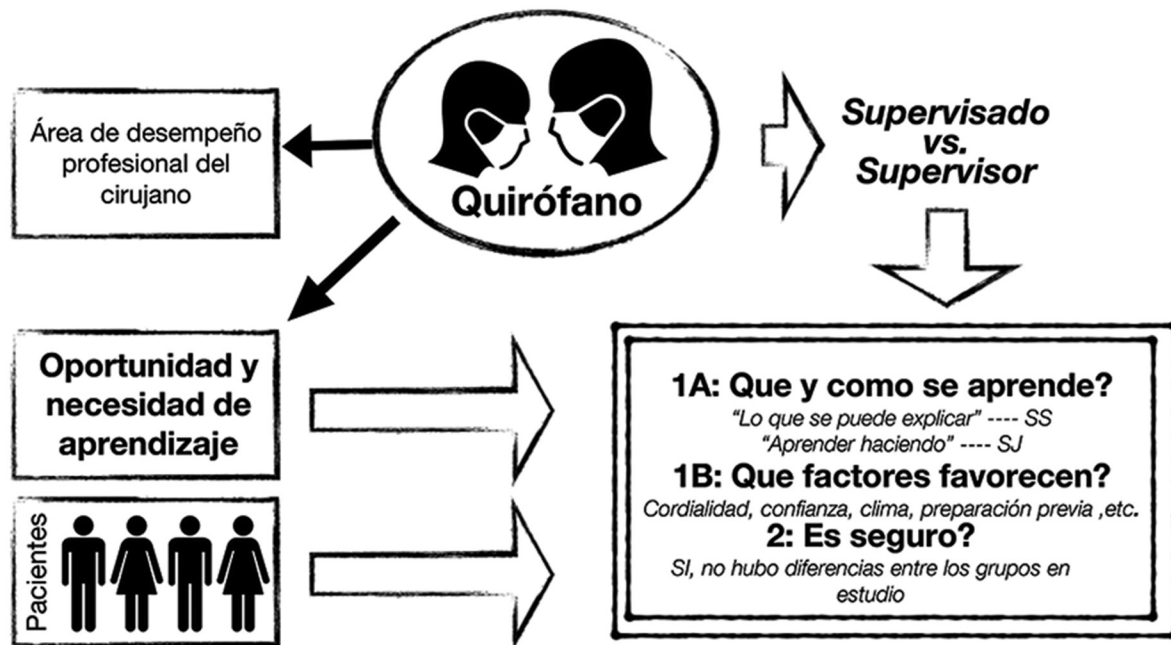 Área de desempeño
profesional del
cirujano
Quirófano
Supervisado
vs.
Supervisor
Oportunidad y
necesidad de
aprendizaje
Pacientes
1A: Que y como se aprende?
“Lo que se puede explicar” ---- SS
“Aprender haciendo” ---- SJ
1B: Que factores favorecen?
Cordialidad, confianza, clima, preparación previa ,etc.
2: Es seguro?
SI, no hubo diferencias entre los grupos en
estudio